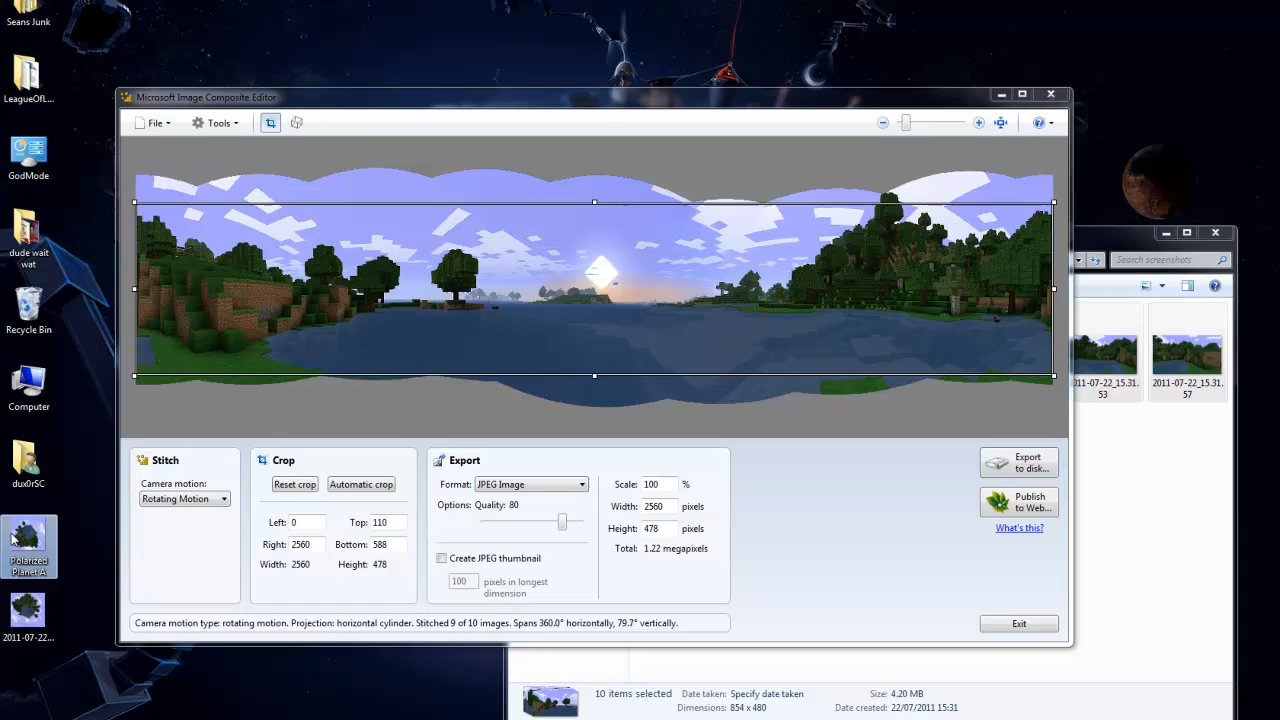 Seans Junk
LeagueOfL...
GodMode
dude wait
wat
Recycle Bin
Computer
dux0rSC
Polarized
Planet A
2011-07-22...
Microsoft Image Composite Editor
File
Tools
Stitch
Camera motion:
Rotating Motion
Crop
Reset crop
Automatic crop
Left: 0
Top: 110
Right: 2560
Bottom: 588
Width: 2560
Height: 478
Export
Format: JPEG Image
Options: Quality: 80
Create JPEG thumbnail
100 pixels in longest
dimension
Scale: 100 %
Width: 2560 pixels
Height: 478 pixels
Total: 1.22 megapixels
Export
to disk...
Publish
to Web...
What's this?
Camera motion type: rotating motion. Projection: horizontal cylinder. Stitched 9 of 10 images. Spans 360.0° horizontally, 79.7° vertically.
Exit
Search screenshots
011-07-22_15.31.
53
2011-07-22_15.31.
57
10 items selected
Date taken: Specify date taken
Size: 4.20 MB
Dimensions: 854 x 480
Date created: 22/07/2011 15:31